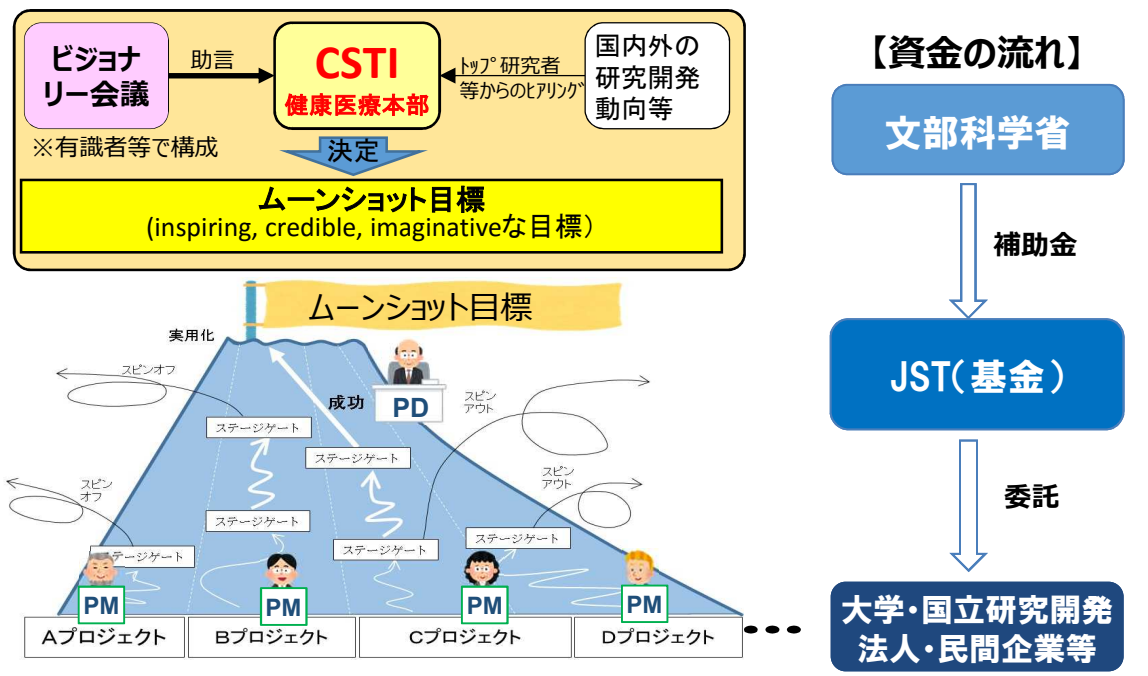 ビジョナ
リー会議
※有識者等で構成
助言
CSTI
健康医療本部
ﾄｯﾌﾟ研究者
等からのﾋｱﾘﾝｸﾞ
国内外の
研究開発
動向等
決定
ムーンショット目標
(inspiring, credible, imaginativeな目標）
ムーンショット目標
実用化
スピンオフ
成功
PD
スピン
アウト
ステージゲート
ステージゲート
スピン
オフ
スピン
アウト
ステージゲート
ステージゲート
ステージゲート
ステージゲート
PM
PM
PM
PM
Aプロジェクト
Bプロジェクト
Cプロジェクト
Dプロジェクト
•••
【資金の流れ】
文部科学省
補助金
JST（基金）
委託
大学・国立研究開発
法人・民間企業等